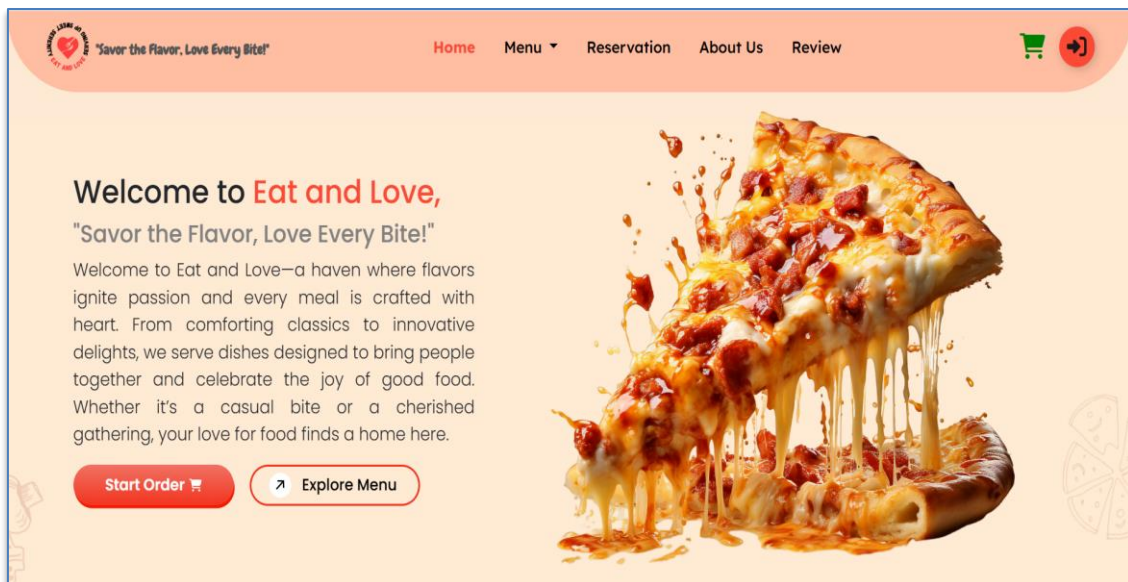 EAT AND LOVE
"Savor the Flavor, Love Every Bite!"
Home Menu Reservation About Us Review
Welcome to Eat and Love,
"Savor the Flavor, Love Every Bite!"
Welcome to Eat and Love—a haven where flavors
ignite passion and every meal is crafted with
heart. From comforting classics to innovative
delights, we serve dishes designed to bring people
together and celebrate the joy of good food.
Whether it's a casual bite or a cherished
gathering, your love for food finds a home here.
Start Order Explore Menu